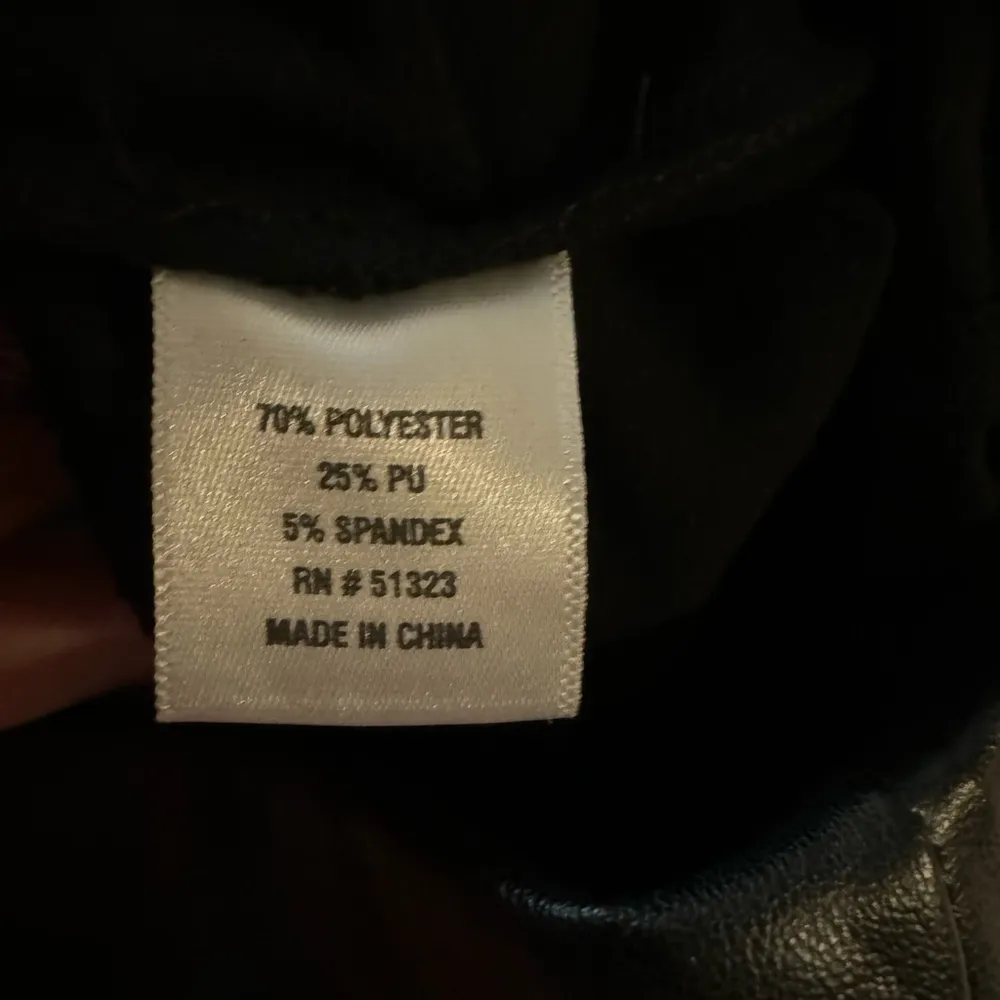 70% POLYESTER
25% PU
5% SPANDEX
RN # 51323
MADE IN CHINA